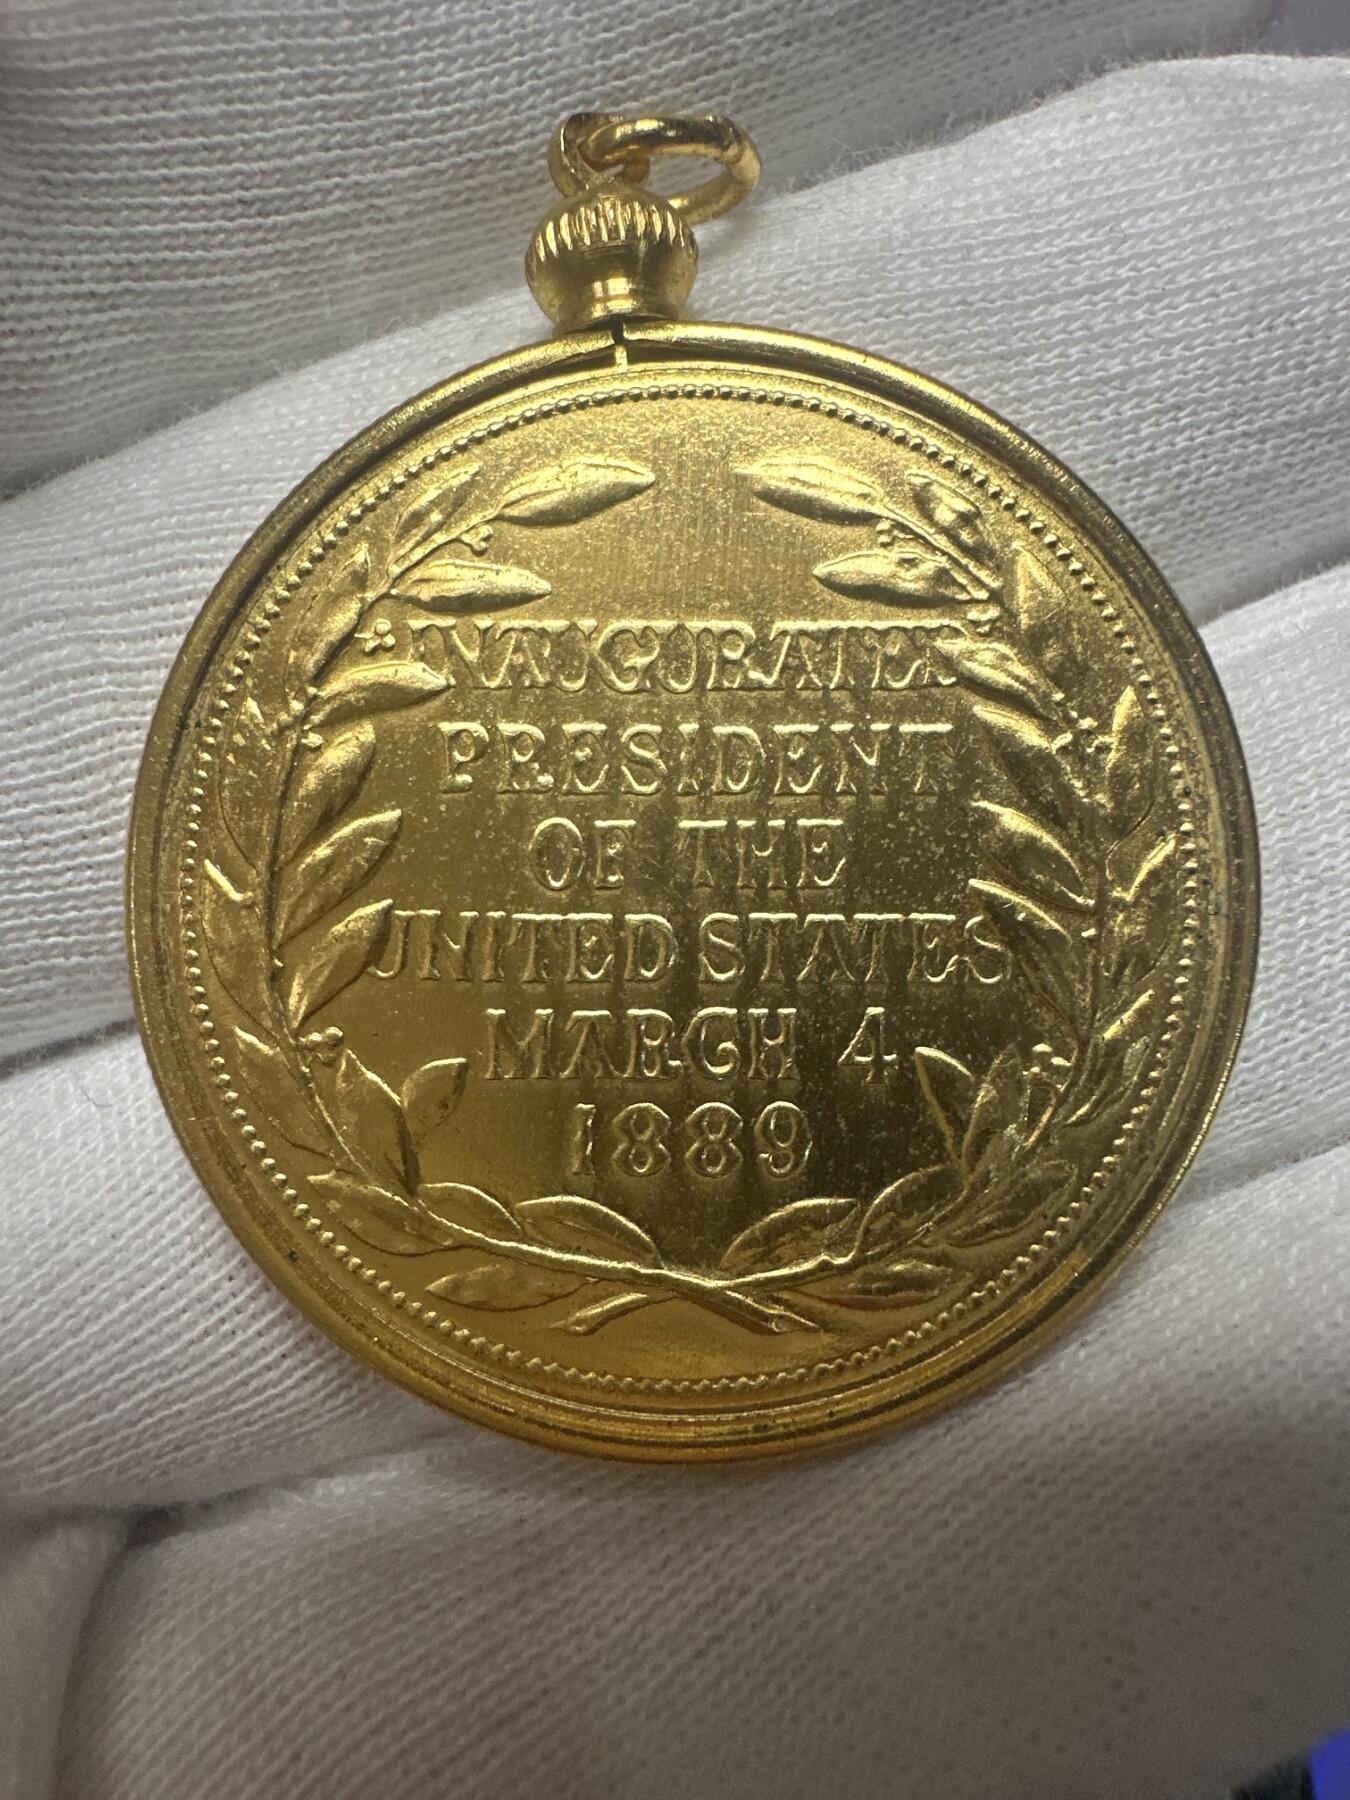 INAUGURATED
PRESIDENT
OF THE
UNITED STATES
MARCH 4
1889